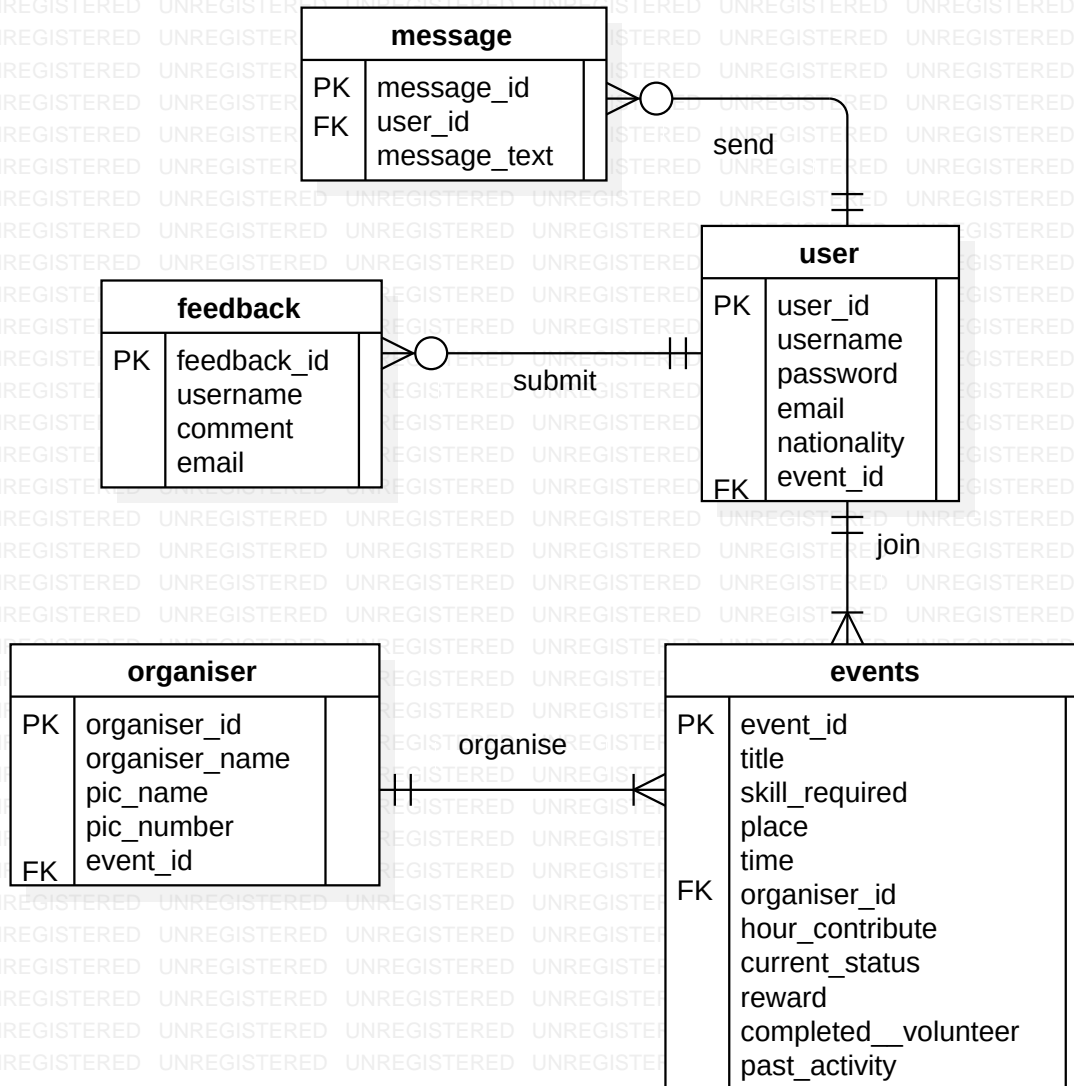 message
PK message_id
FK user_id
message_text
send
user
PK user_id
username
password
email
nationality
FK event_id
feedback
PK feedback_id
username
comment
email
submit
join
organiser
PK organiser_id
organiser_name
pic_name
pic_number
FK event_id
organise
events
PK event_id
title
skill_required
place
time
FK organiser_id
hour_contribute
current_status
reward
completed__volunteer
past_activity
UNREGISTERED